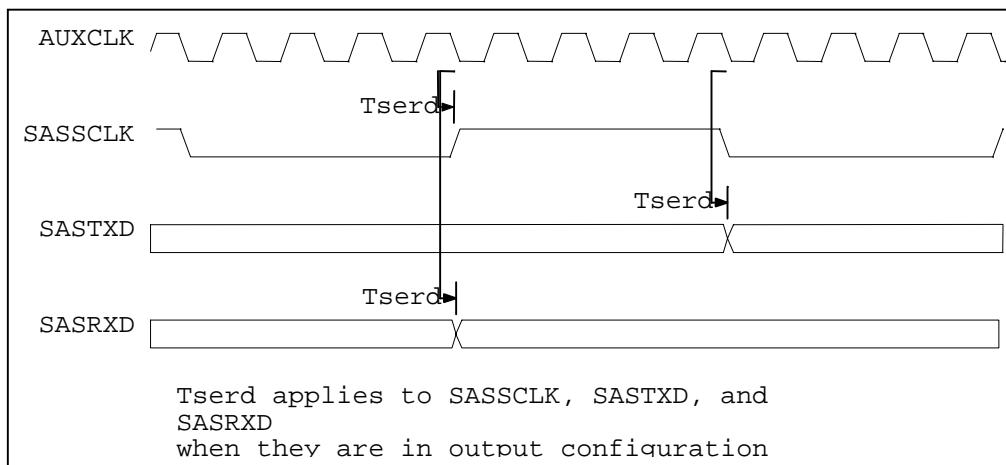 AUXCLK
Tserd
SASSCLK
Tserd
SASTXD
Tserd
SASRXD
Tserd applies to SASSCLK, SASTXD, and
SASRXD
when they are in output configuration